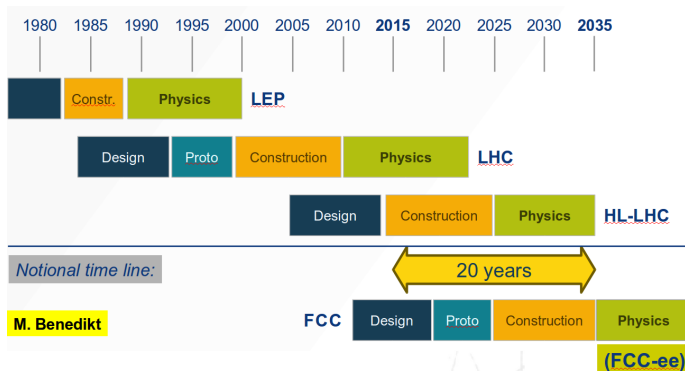 1980 1985 1990 1995 2000 2005 2010 2015 2020 2025 2030 2035
Constr. Physics LEP
Design Proto Construction Physics LHC
Design Construction Physics HL-LHC
Notional time line: 20 years
FCC Design Proto Construction Physics
M. Benedikt
(FCC-ee)